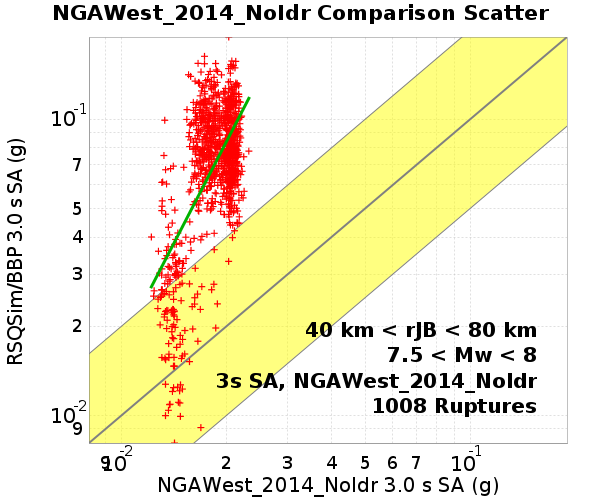 NGAWest_2014_NoIdr Comparison Scatter
RSQSim/BBP 3.0 s SA (g)
10-1
7
5
4
3
2
10-2
9
40 km < rJB < 80 km
7.5 < Mw < 8
3s SA, NGAWest_2014_NoIdr
1008 Ruptures
9 10-2 2 3 4 5 6 7 10-1
NGAWest_2014_NoIdr 3.0 s SA (g)